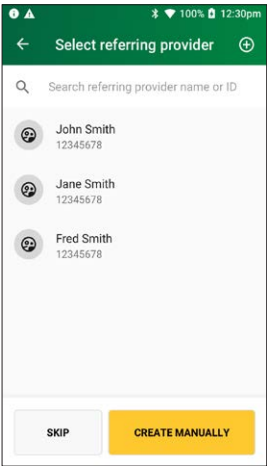 100% 12:30pm
Select referring provider
Search referring provider name or ID
John Smith
12345678
Jane Smith
12345678
Fred Smith
12345678
SKIP CREATE MANUALLY